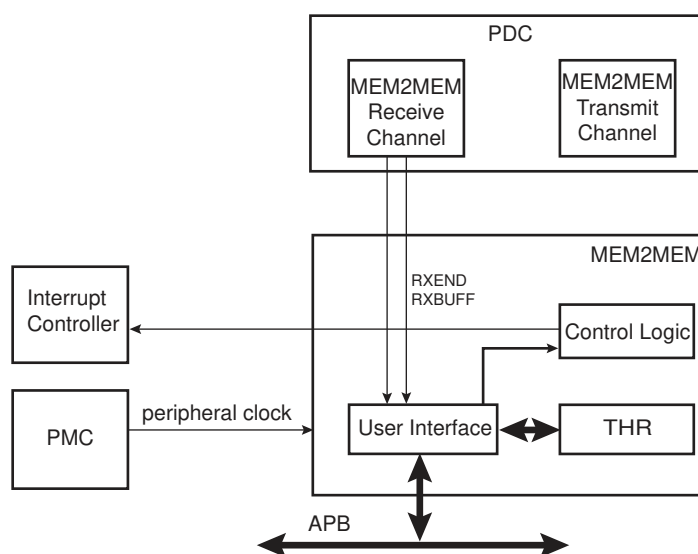 PDC
MEM2MEM
Receive
Channel
MEM2MEM
Transmit
Channel
MEM2MEM
RXEND
RXBUFF
Interrupt
Controller
Control Logic
peripheral clock
PMC
User Interface
THR
APB